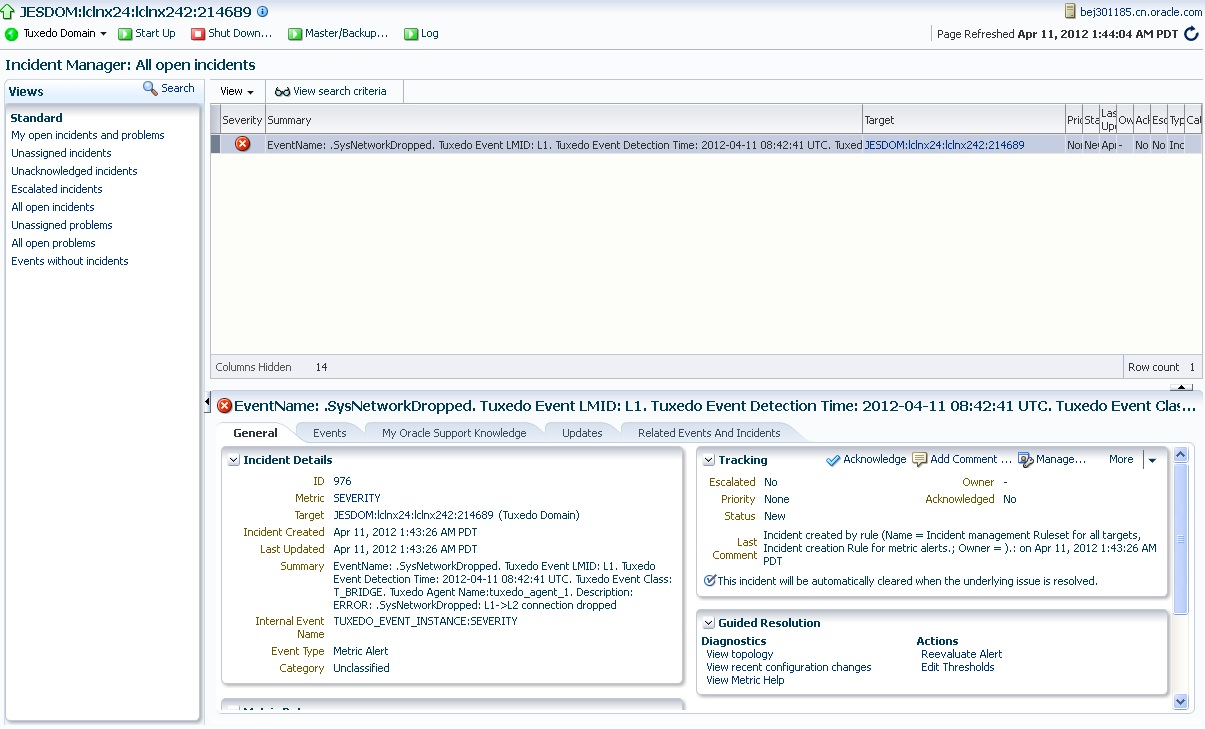 JESDOM:lclnx24:lclnx242:214689
bej301185.cn.oracle.com
Tuxedo Domain Start Up Shut Down... Master/Backup... Log
Page Refreshed Apr 11, 2012 1:44:04 AM PDT
Incident Manager: All open incidents
Views Search
Standard
My open incidents and problems
Unassigned incidents
Unacknowledged incidents
Escalated incidents
All open incidents
Unassigned problems
All open problems
Events without incidents
View View search criteria
Severity Summary Target Pric Sta Las Upc Ow Ack Esc Typ Cat
EventName: .SysNetworkDropped. Tuxedo Event LMID: L1. Tuxedo Event Detection Time: 2012-04-11 08:42:41 UTC. Tuxed JESDOM:lclnx24:lclnx242:214689 Nor Nev Apr - No No Inc
Columns Hidden 14
Row count 1
EventName: .SysNetworkDropped. Tuxedo Event LMID: L1. Tuxedo Event Detection Time: 2012-04-11 08:42:41 UTC. Tuxedo Event Clas...
General Events My Oracle Support Knowledge Updates Related Events And Incidents
Incident Details
ID 976
Metric SEVERITY
Target JESDOM:lclnx24:lclnx242:214689 (Tuxedo Domain)
Incident Created Apr 11, 2012 1:43:26 AM PDT
Last Updated Apr 11, 2012 1:43:26 AM PDT
Summary EventName: .SysNetworkDropped. Tuxedo Event LMID: L1. Tuxedo
Event Detection Time: 2012-04-11 08:42:41 UTC. Tuxedo Event Class:
T_BRIDGE. Tuxedo Agent Name:tuxedo_agent_1. Description:
ERROR: .SysNetworkDropped: L1->L2 connection dropped
Internal Event Name TUXEDO_EVENT_INSTANCE:SEVERITY
Event Type Metric Alert
Category Unclassified
Tracking Acknowledge Add Comment ... Manage... More
Escalated No Owner -
Priority None Acknowledged No
Status New
Last Comment Incident created by rule (Name = Incident management Ruleset for all targets,
Incident creation Rule for metric alerts.; Owner = ).: on Apr 11, 2012 1:43:26 AM
PDT
This incident will be automatically cleared when the underlying issue is resolved.
Guided Resolution
Diagnostics Actions
View topology Reevaluate Alert
View recent configuration changes Edit Thresholds
View Metric Help